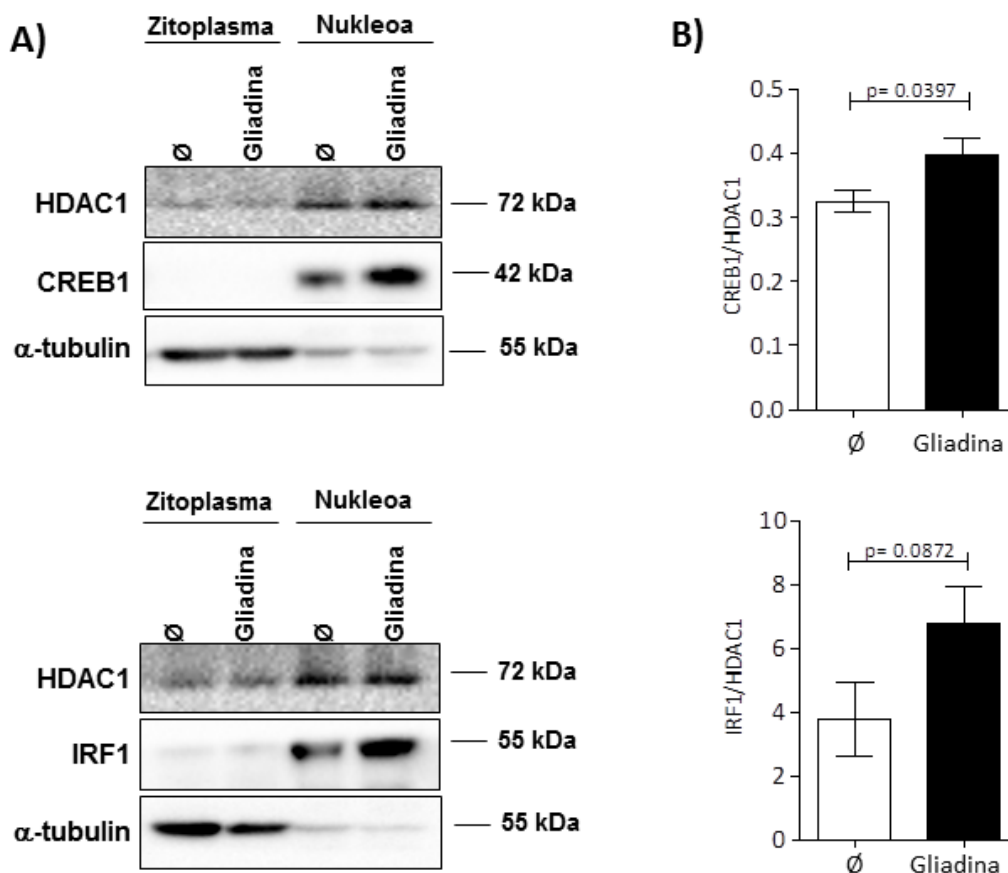 A)
Zitoplasma Nukleoa
Ø Gliadina Ø Gliadina
HDAC1 72 kDa
CREB1 42 kDa
α-tubulin 55 kDa
Zitoplasma Nukleoa
Ø Gliadina Ø Gliadina
HDAC1 72 kDa
IRF1 55 kDa
α-tubulin 55 kDa
B)
p= 0.0397
CREB1/HDAC1
0.5
0.4
0.3
0.2
0.1
0.0
Ø Gliadina
p= 0.0872
IRF1/HDAC1
10
8
6
4
2
0
Ø Gliadina